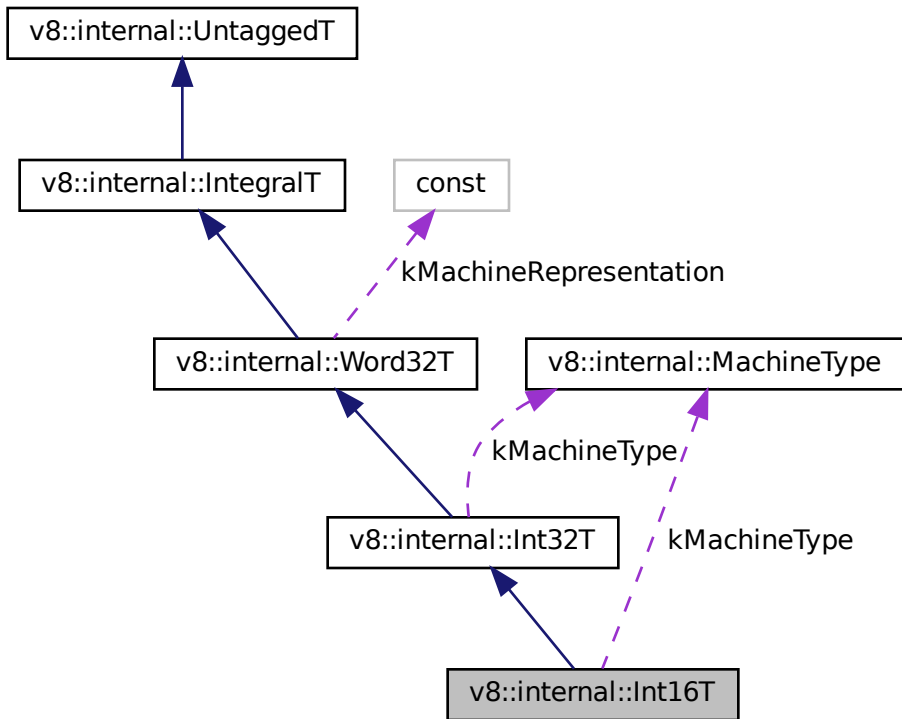 v8::internal::UntaggedT
v8::internal::IntegralT
const
kMachineRepresentation
v8::internal::Word32T
v8::internal::MachineType
kMachineType
v8::internal::Int32T
kMachineType
v8::internal::Int16T